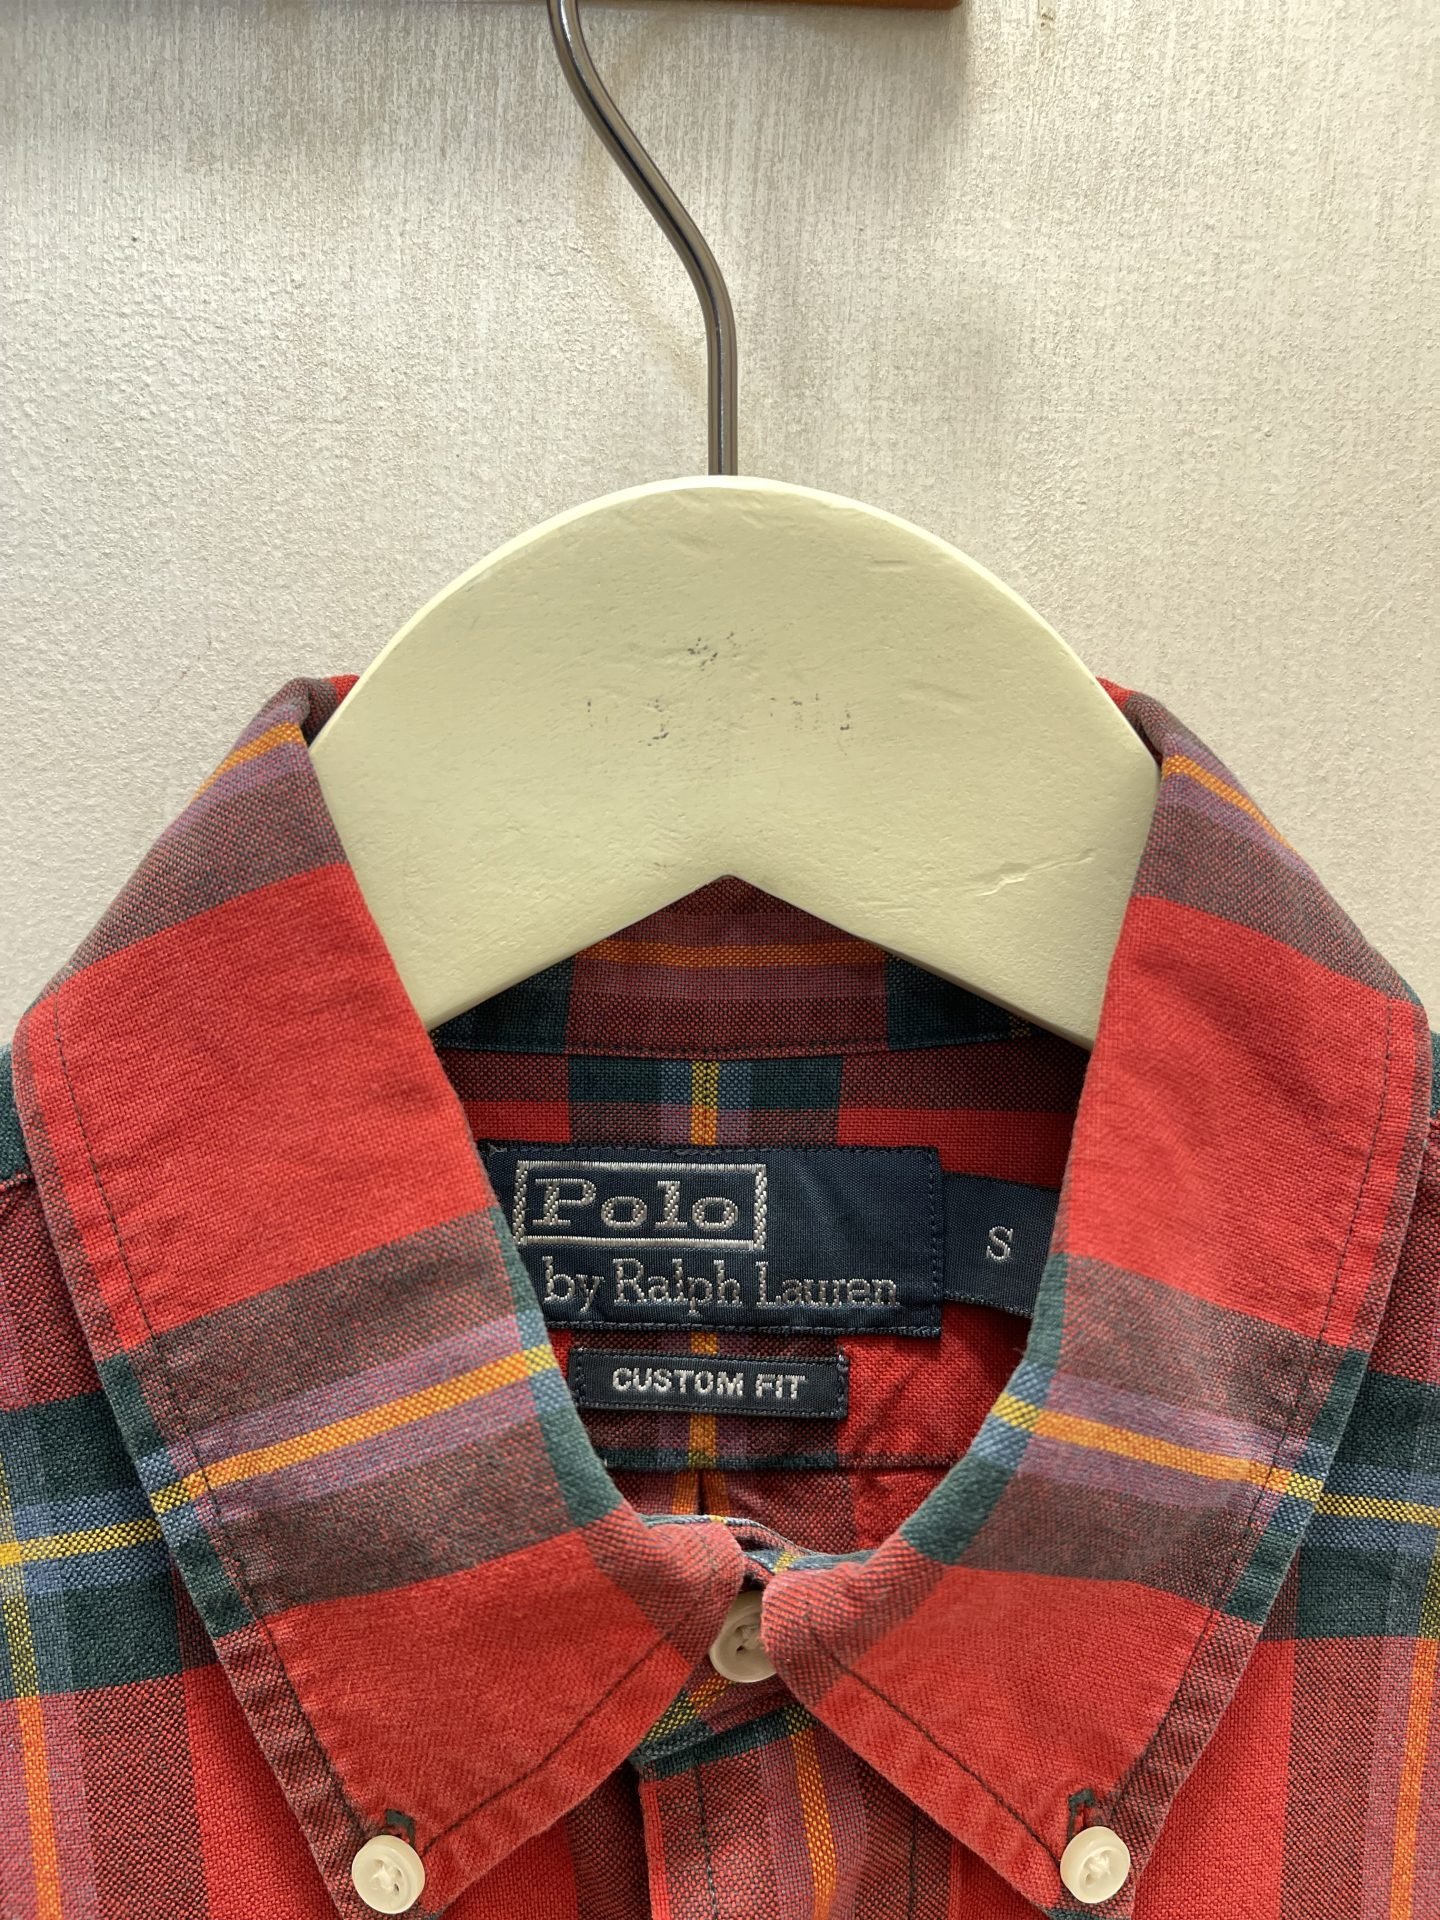 Polo
by Ralph Lauren
S
CUSTOM FIT